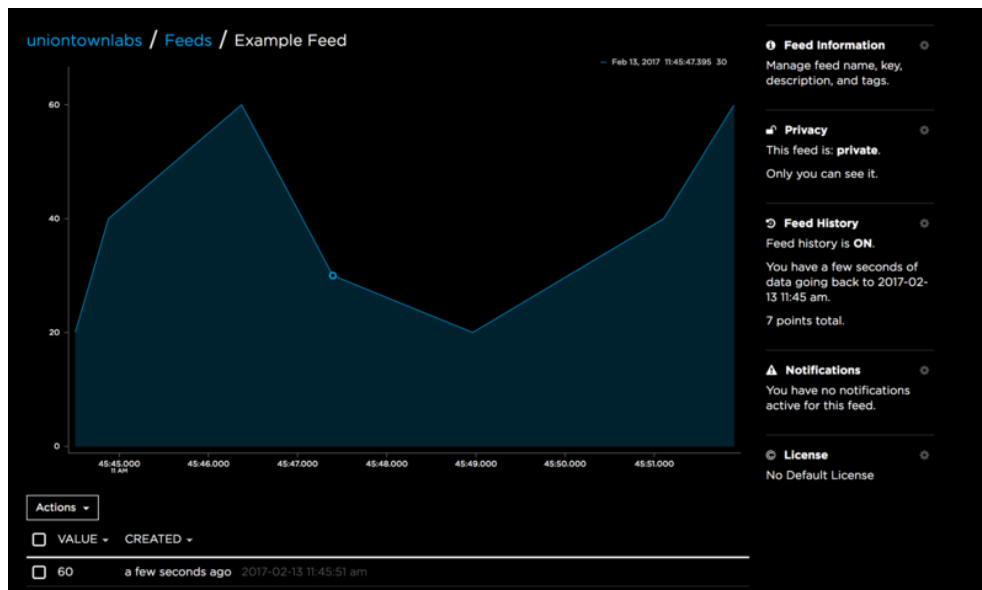 uniontownlabs / Feeds / Example Feed
Feb 13, 2017 11:45:47.395 30
60
40
20
0
45:45.000
11 AM
45:46.000
45:47.000
45:48.000
45:49.000
45:50.000
45:51.000
Actions
VALUE CREATED
60 a few seconds ago 2017-02-13 11:45:51 am
Feed Information
Manage feed name, key,
description, and tags.
Privacy
This feed is: private.
Only you can see it.
Feed History
Feed history is ON.
You have a few seconds of
data going back to 2017-02-
13 11:45 am.
7 points total.
Notifications
You have no notifications
active for this feed.
License
No Default License